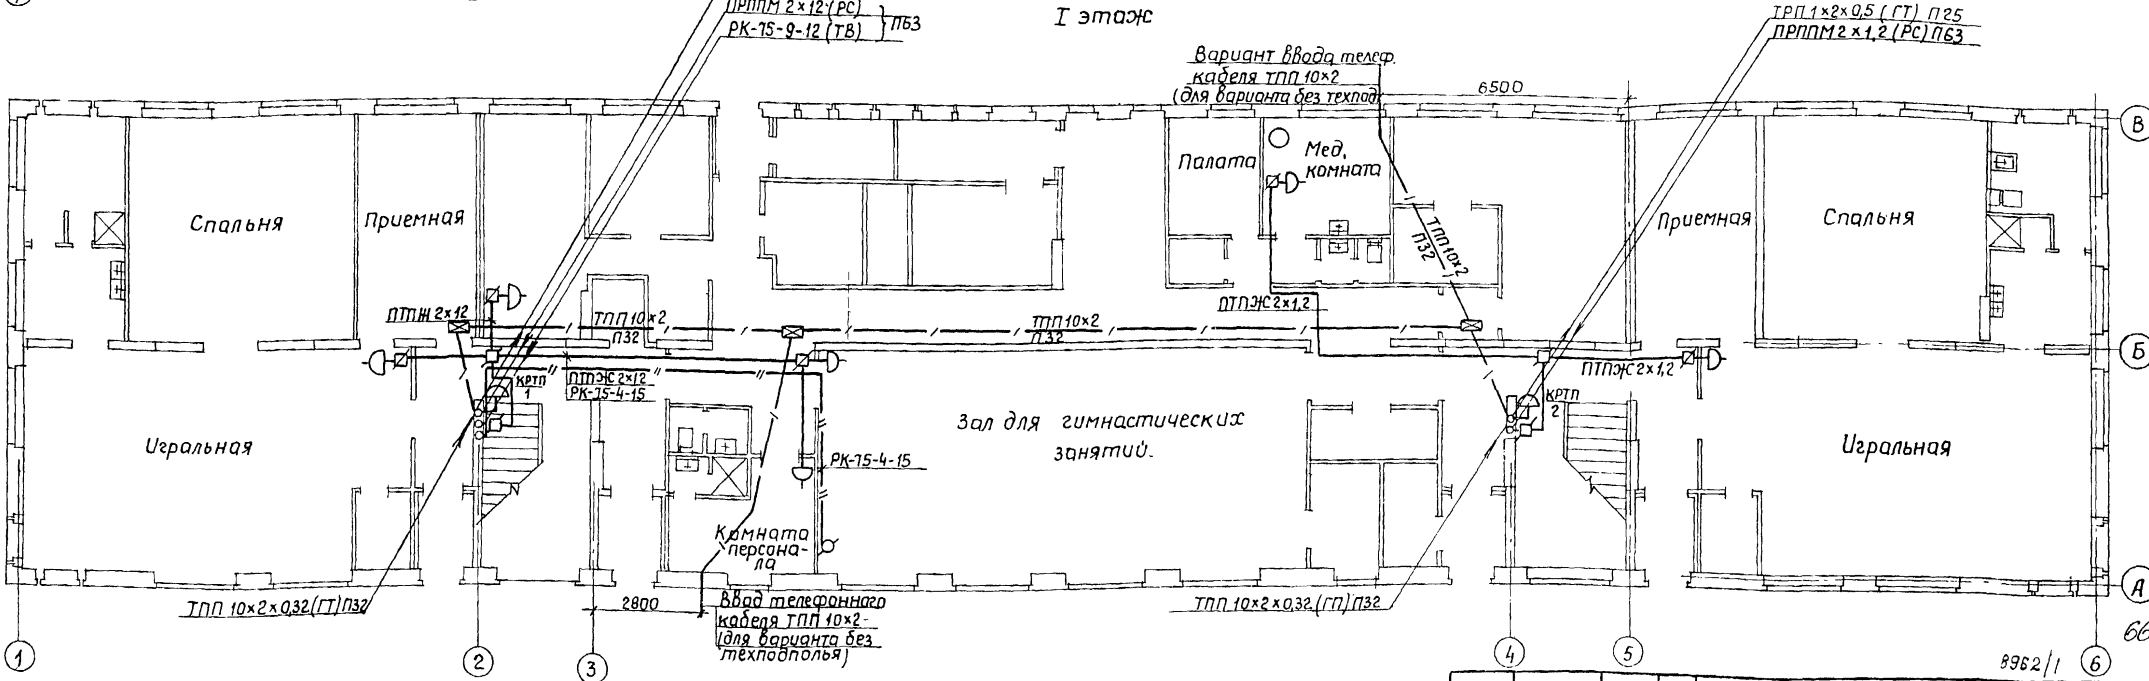 ПРППМ 2×12 (РС)
РК-75-9-12 (ТВ)
П63
I этаж
ТРП 1×2×0,5 (ГТ) П25
ПРППМ 2×1,2 (РС) П63
Вариант ввода телеф.
кабеля ТПП 10×2
(для варианта без технод)
6500
В
Палата
Мед.
комната
Спальня
Приемная
ТПП 10×2
П32
Приемная
Спальня
ПТПЖ 2×12
ТПП 10×2
П32
ТПП 10×2
П32
ПТПЖ 2×1,2
Б
ПТПЖ 2×1,2
КРТП
1
ПТПЖ 2×12
РК-75-4-15
КРТП
2
Зал для гимнастических
занятий.
Игральная
РК-75-4-15
Игральная
Комната
персона-
ла
А
ТПП 10×2×0,32 (ГТ) П32
2800
Ввод телефонного
кабеля ТПП 10×2-
(для варианта без
техподполья)
ТПП 10×2×0,32 (ГП) П32
66
1
2
3
4
5
8962/1
6